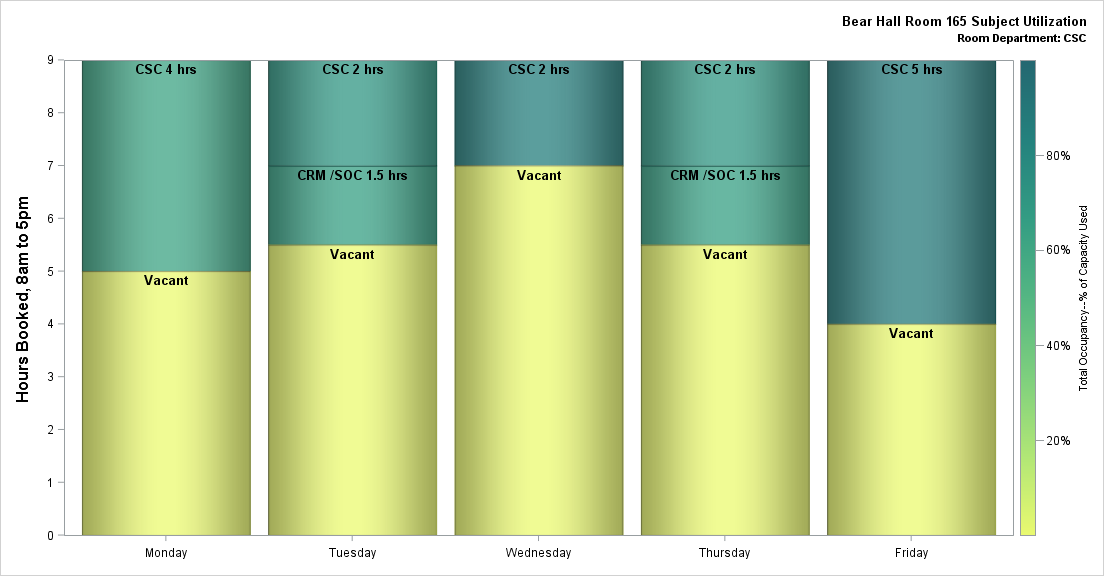 Bear Hall Room 165 Subject Utilization
Room Department: CSC
Hours Booked, 8am to 5pm
9
8
7
6
5
4
3
2
1
0
CSC 4 hrs
Vacant
CSC 2 hrs
CRM /SOC 1.5 hrs
Vacant
CSC 2 hrs
Vacant
CSC 2 hrs
CRM /SOC 1.5 hrs
Vacant
CSC 5 hrs
Vacant
Monday
Tuesday
Wednesday
Thursday
Friday
80%
60%
40%
20%
Total Occupancy--% of Capacity Used